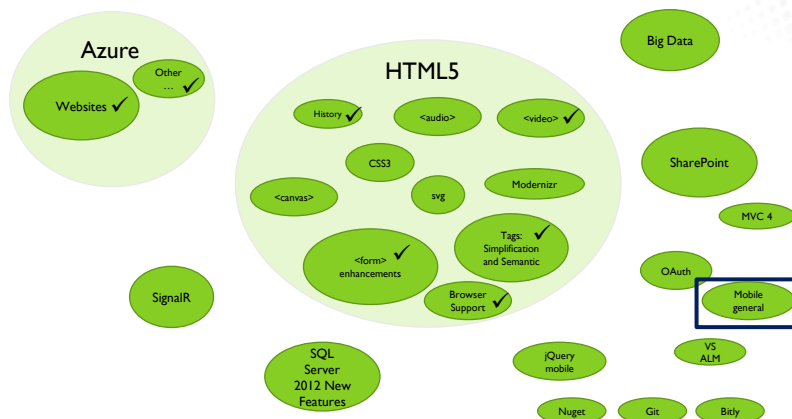 Azure
Other
...
Websites
HTML5
History
<audio>
<video>
CSS3
<canvas>
svg
Modernizr
<form>
enhancements
Tags:
Simplification
and Semantic
Browser
Support
Big Data
SharePoint
MVC 4
OAuth
Mobile
general
SignalR
SQL
Server
2012 New
Features
jQuery
mobile
VS
ALM
Nuget
Git
Bitly